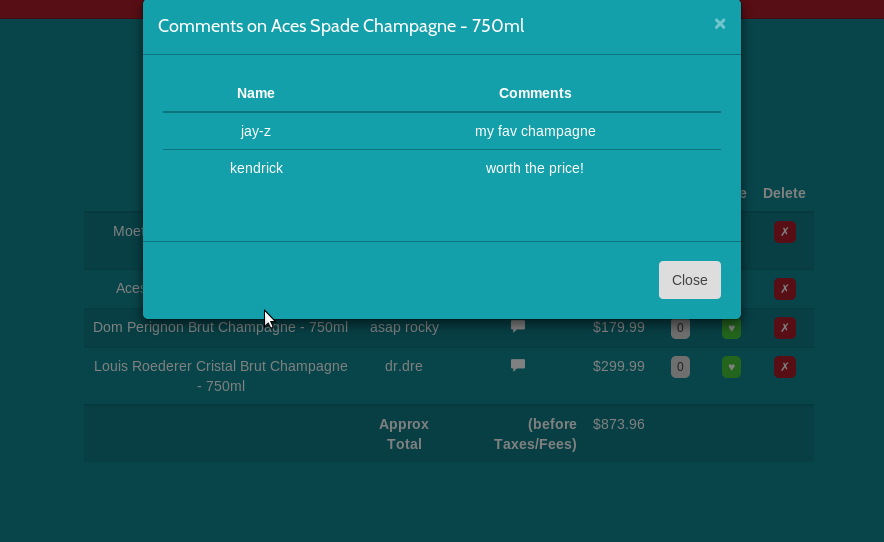 Comments on Aces Spade Champagne - 750ml ×
Name Comments
jay-z my fav champagne
kendrick worth the price!
Close
e Delete
Moet ✗
Aces ✗
Dom Perignon Brut Champagne - 750ml asap rocky $179.99 0 ♥ ✗
Louis Roederer Cristal Brut Champagne dr.dre $299.99 0 ♥ ✗
- 750ml
Approx (before $873.96
Total Taxes/Fees)